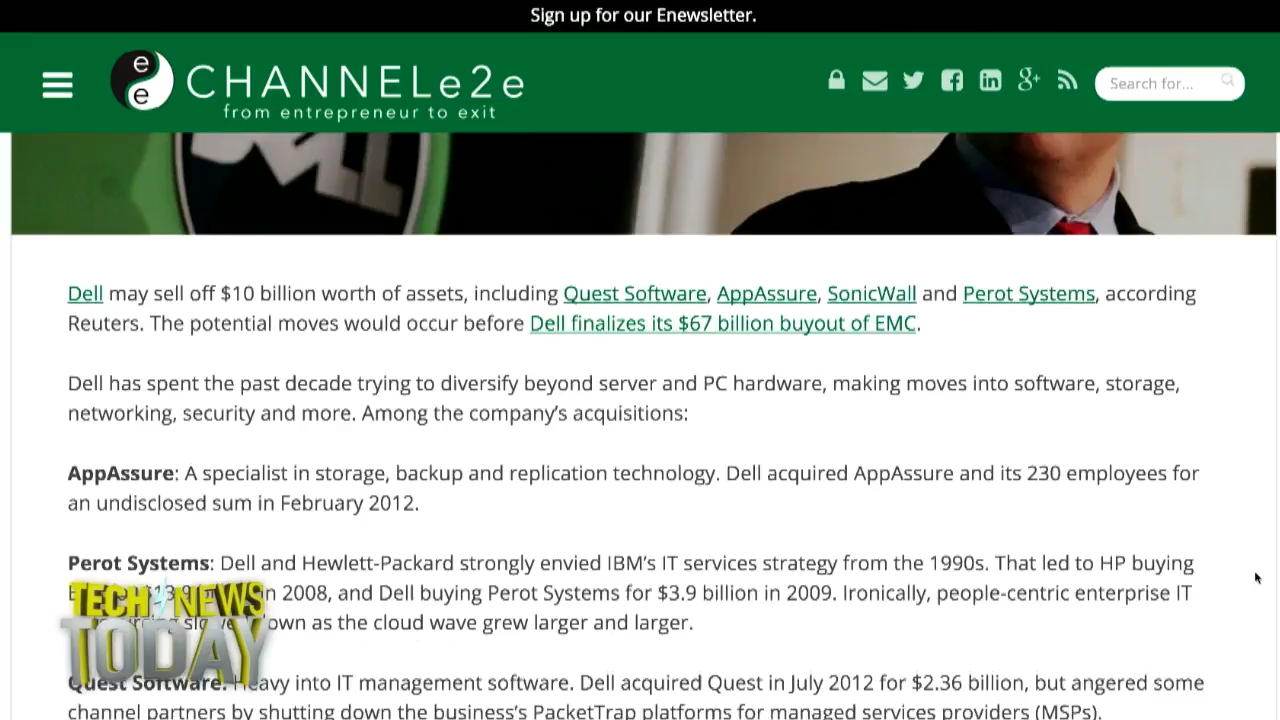 Sign up for our Enewsletter.
e
e
CHANNELe2e
from entrepreneur to exit
Search for...
DELL
Dell may sell off $10 billion worth of assets, including Quest Software, AppAssure, SonicWall and Perot Systems, according
Reuters. The potential moves would occur before Dell finalizes its $67 billion buyout of EMC.
Dell has spent the past decade trying to diversify beyond server and PC hardware, making moves into software, storage,
networking, security and more. Among the company's acquisitions:
AppAssure: A specialist in storage, backup and replication technology. Dell acquired AppAssure and its 230 employees for
an undisclosed sum in February 2012.
Perot Systems: Dell and Hewlett-Packard strongly envied IBM's IT services strategy from the 1990s. That led to HP buying
in 2008, and Dell buying Perot Systems for $3.9 billion in 2009. Ironically, people-centric enterprise IT
down as the cloud wave grew larger and larger.
TECH NEWS
TODAY
Quest Software: Heavy into IT management software. Dell acquired Quest in July 2012 for $2.36 billion, but angered some
channel partners by shutting down the business's PacketTrap platforms for managed services providers (MSPs).